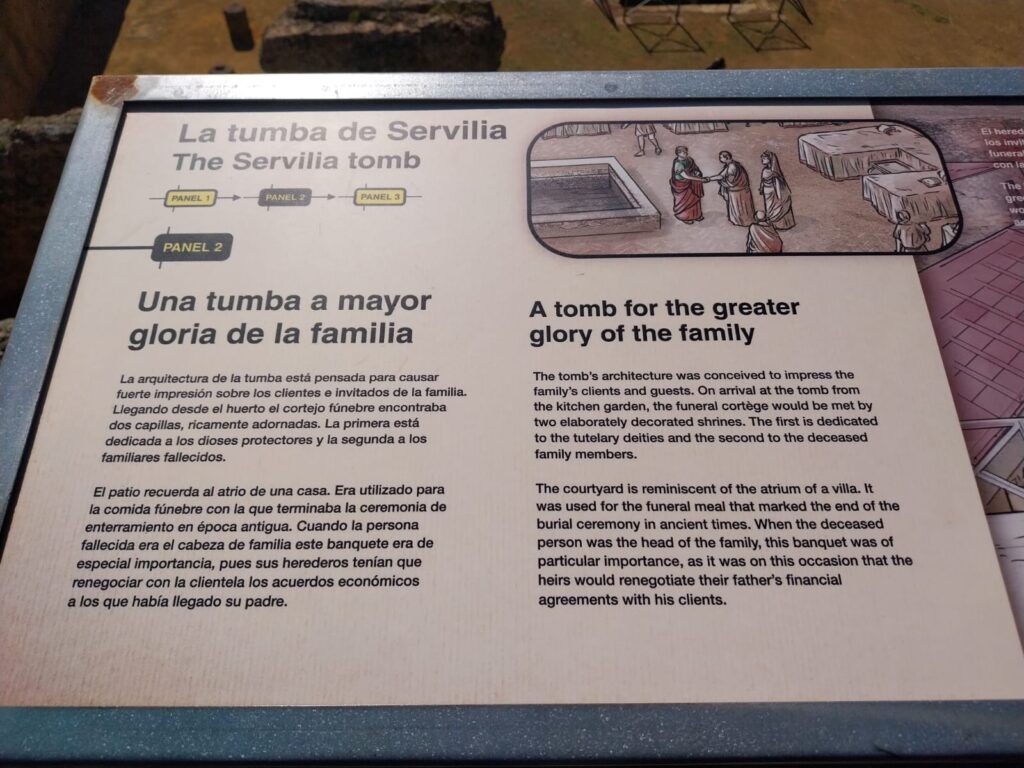 La tumba de Servilia
The Servilia tomb
PANEL 1
PANEL 2
PANEL 3
PANEL 2
Una tumba a mayor
gloria de la familia
La arquitectura de la tumba está pensada para causar
fuerte impresión sobre los clientes e invitados de la familia.
Llegando desde el huerto el cortejo fúnebre encontraba
dos capillas, ricamente adornadas. La primera está
dedicada a los dioses protectores y la segunda a los
familiares fallecidos.
El patio recuerda al atrio de una casa. Era utilizado para
la comida fúnebre con la que terminaba la ceremonia de
enterramiento en época antigua. Cuando la persona
fallecida era el cabeza de familia este banquete era de
especial importancia, pues sus herederos tenían que
renegociar con la clientela los acuerdos económicos
a los que había llegado su padre.
A tomb for the greater
glory of the family
The tomb's architecture was conceived to impress the
family's clients and guests. On arrival at the tomb from
the kitchen garden, the funeral cortège would be met by
two elaborately decorated shrines. The first is dedicated
to the tutelary deities and the second to the deceased
family members.
The courtyard is reminiscent of the atrium of a villa. It
was used for the funeral meal that marked the end of the
burial ceremony in ancient times. When the deceased
person was the head of the family, this banquet was of
particular importance, as it was on this occasion that the
heirs would renegotiate their father's financial
agreements with his clients.
El
los
con
The